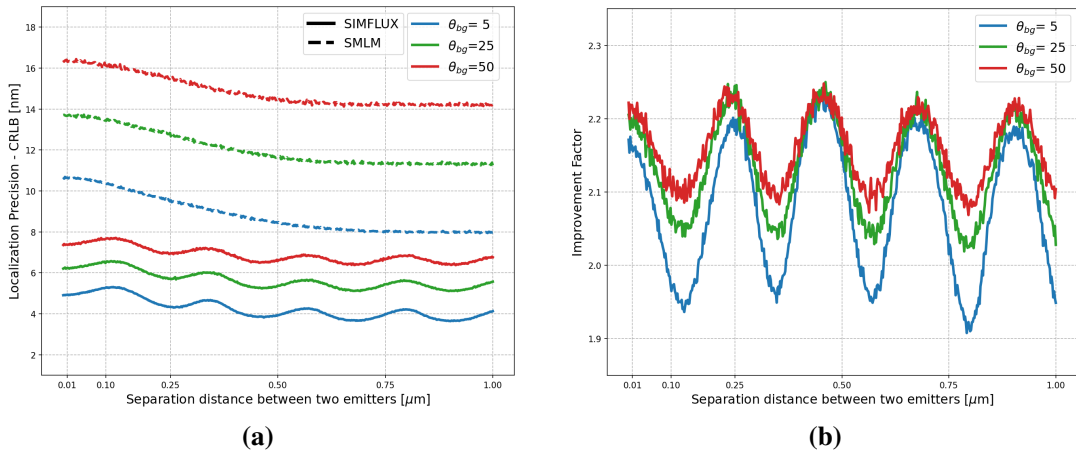 Localization Precision - CRLB [nm]
18
16
14
12
10
8
6
4
2
SIMFLUX
SMLM
θbg= 5
θbg=25
θbg=50
0.01
0.10
0.25
0.50
0.75
1.00
Separation distance between two emitters [μm]
(a)
Improvement Factor
2.3
2.2
2.1
2.0
1.9
θbg= 5
θbg= 25
θbg= 50
0.01
0.10
0.25
0.50
0.75
1.00
Separation distance between two emitters [μm]
(b)